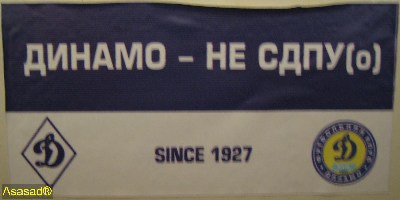 ДИНАМО – НЕ СДПУ(о)
Д
SINCE 1927
Д
Asasad®